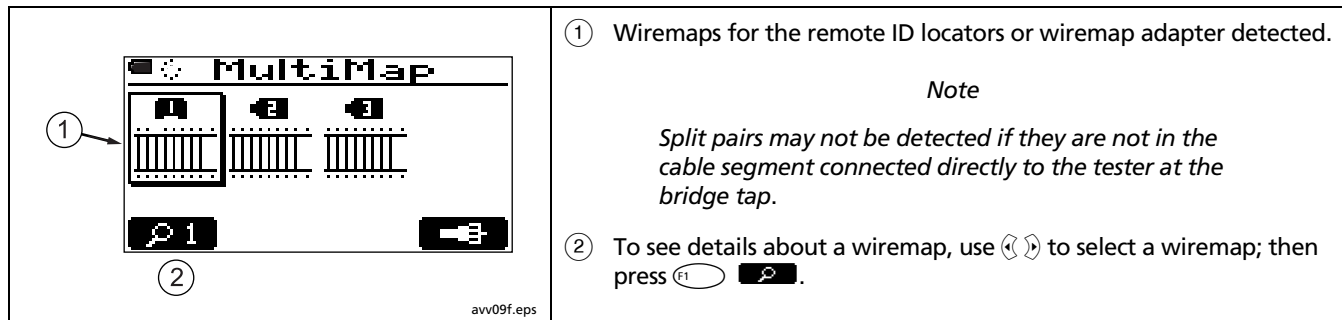 MultiMap
1 2 3
1
1
2
avv09f.eps
1 Wiremaps for the remote ID locators or wiremap adapter detected.
Note
Split pairs may not be detected if they are not in the
cable segment connected directly to the tester at the
bridge tap.
2 To see details about a wiremap, use to select a wiremap; then
press F1 .